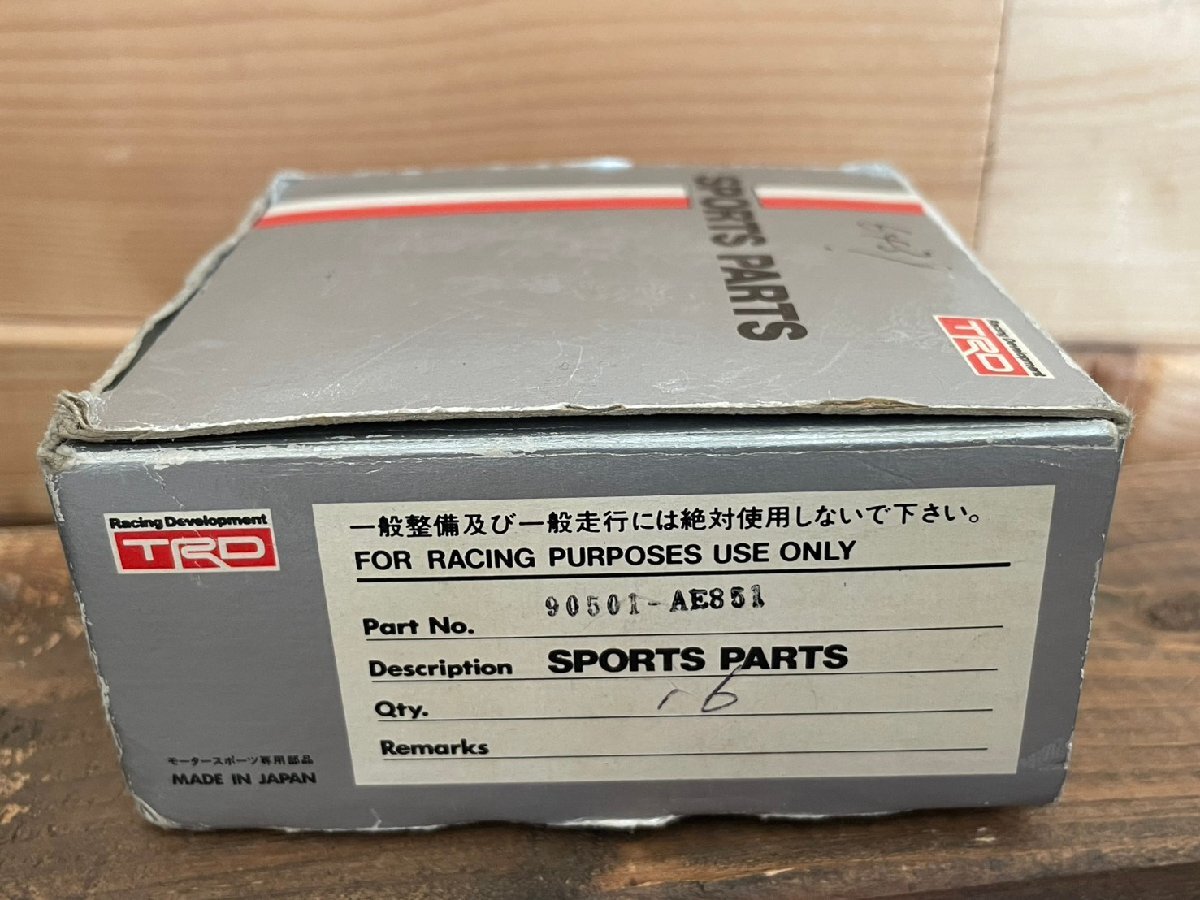 SPORTS PARTS
Racing Development
TRD
Racing Development
TRD
一般整備及び一般走行には絶対使用しないで下さい。
FOR RACING PURPOSES USE ONLY
Part No. 90501-AE851
Description SPORTS PARTS
Qty. 16
Remarks
モータースポーツ専用部品
MADE IN JAPAN